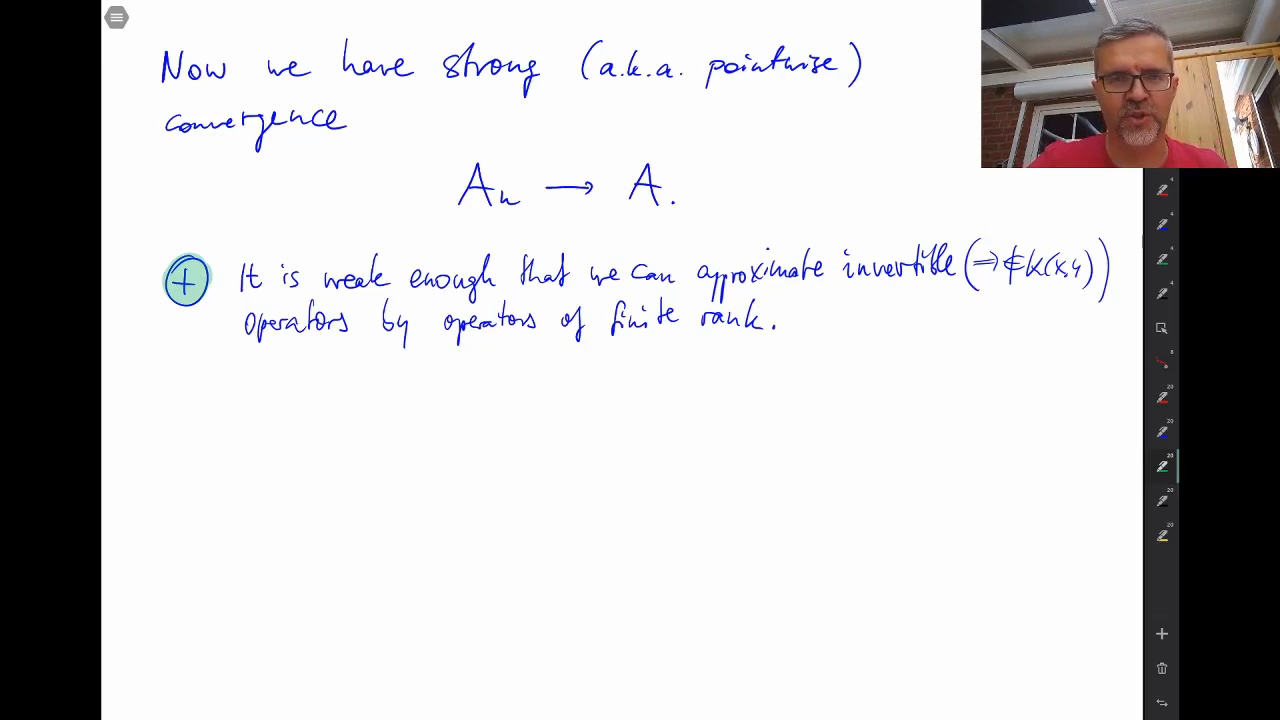 Now we have strong (a.k.a. pointwise)
convergence
Aₙ → A.
+ It is weak enough that we can approximate invertible (⇒ ∉ K(X,Y))
operators by operators of finite rank.